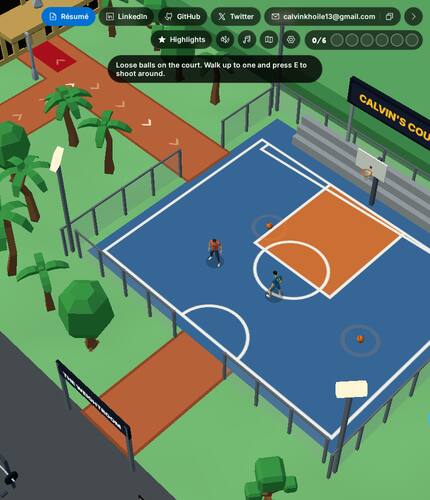 Résumé
LinkedIn
GitHub
Twitter
calvinkhoile13@gmail.com
Highlights
0/6
Loose balls on the court. Walk up to one and press E to
shoot around.
CALVIN'S COU